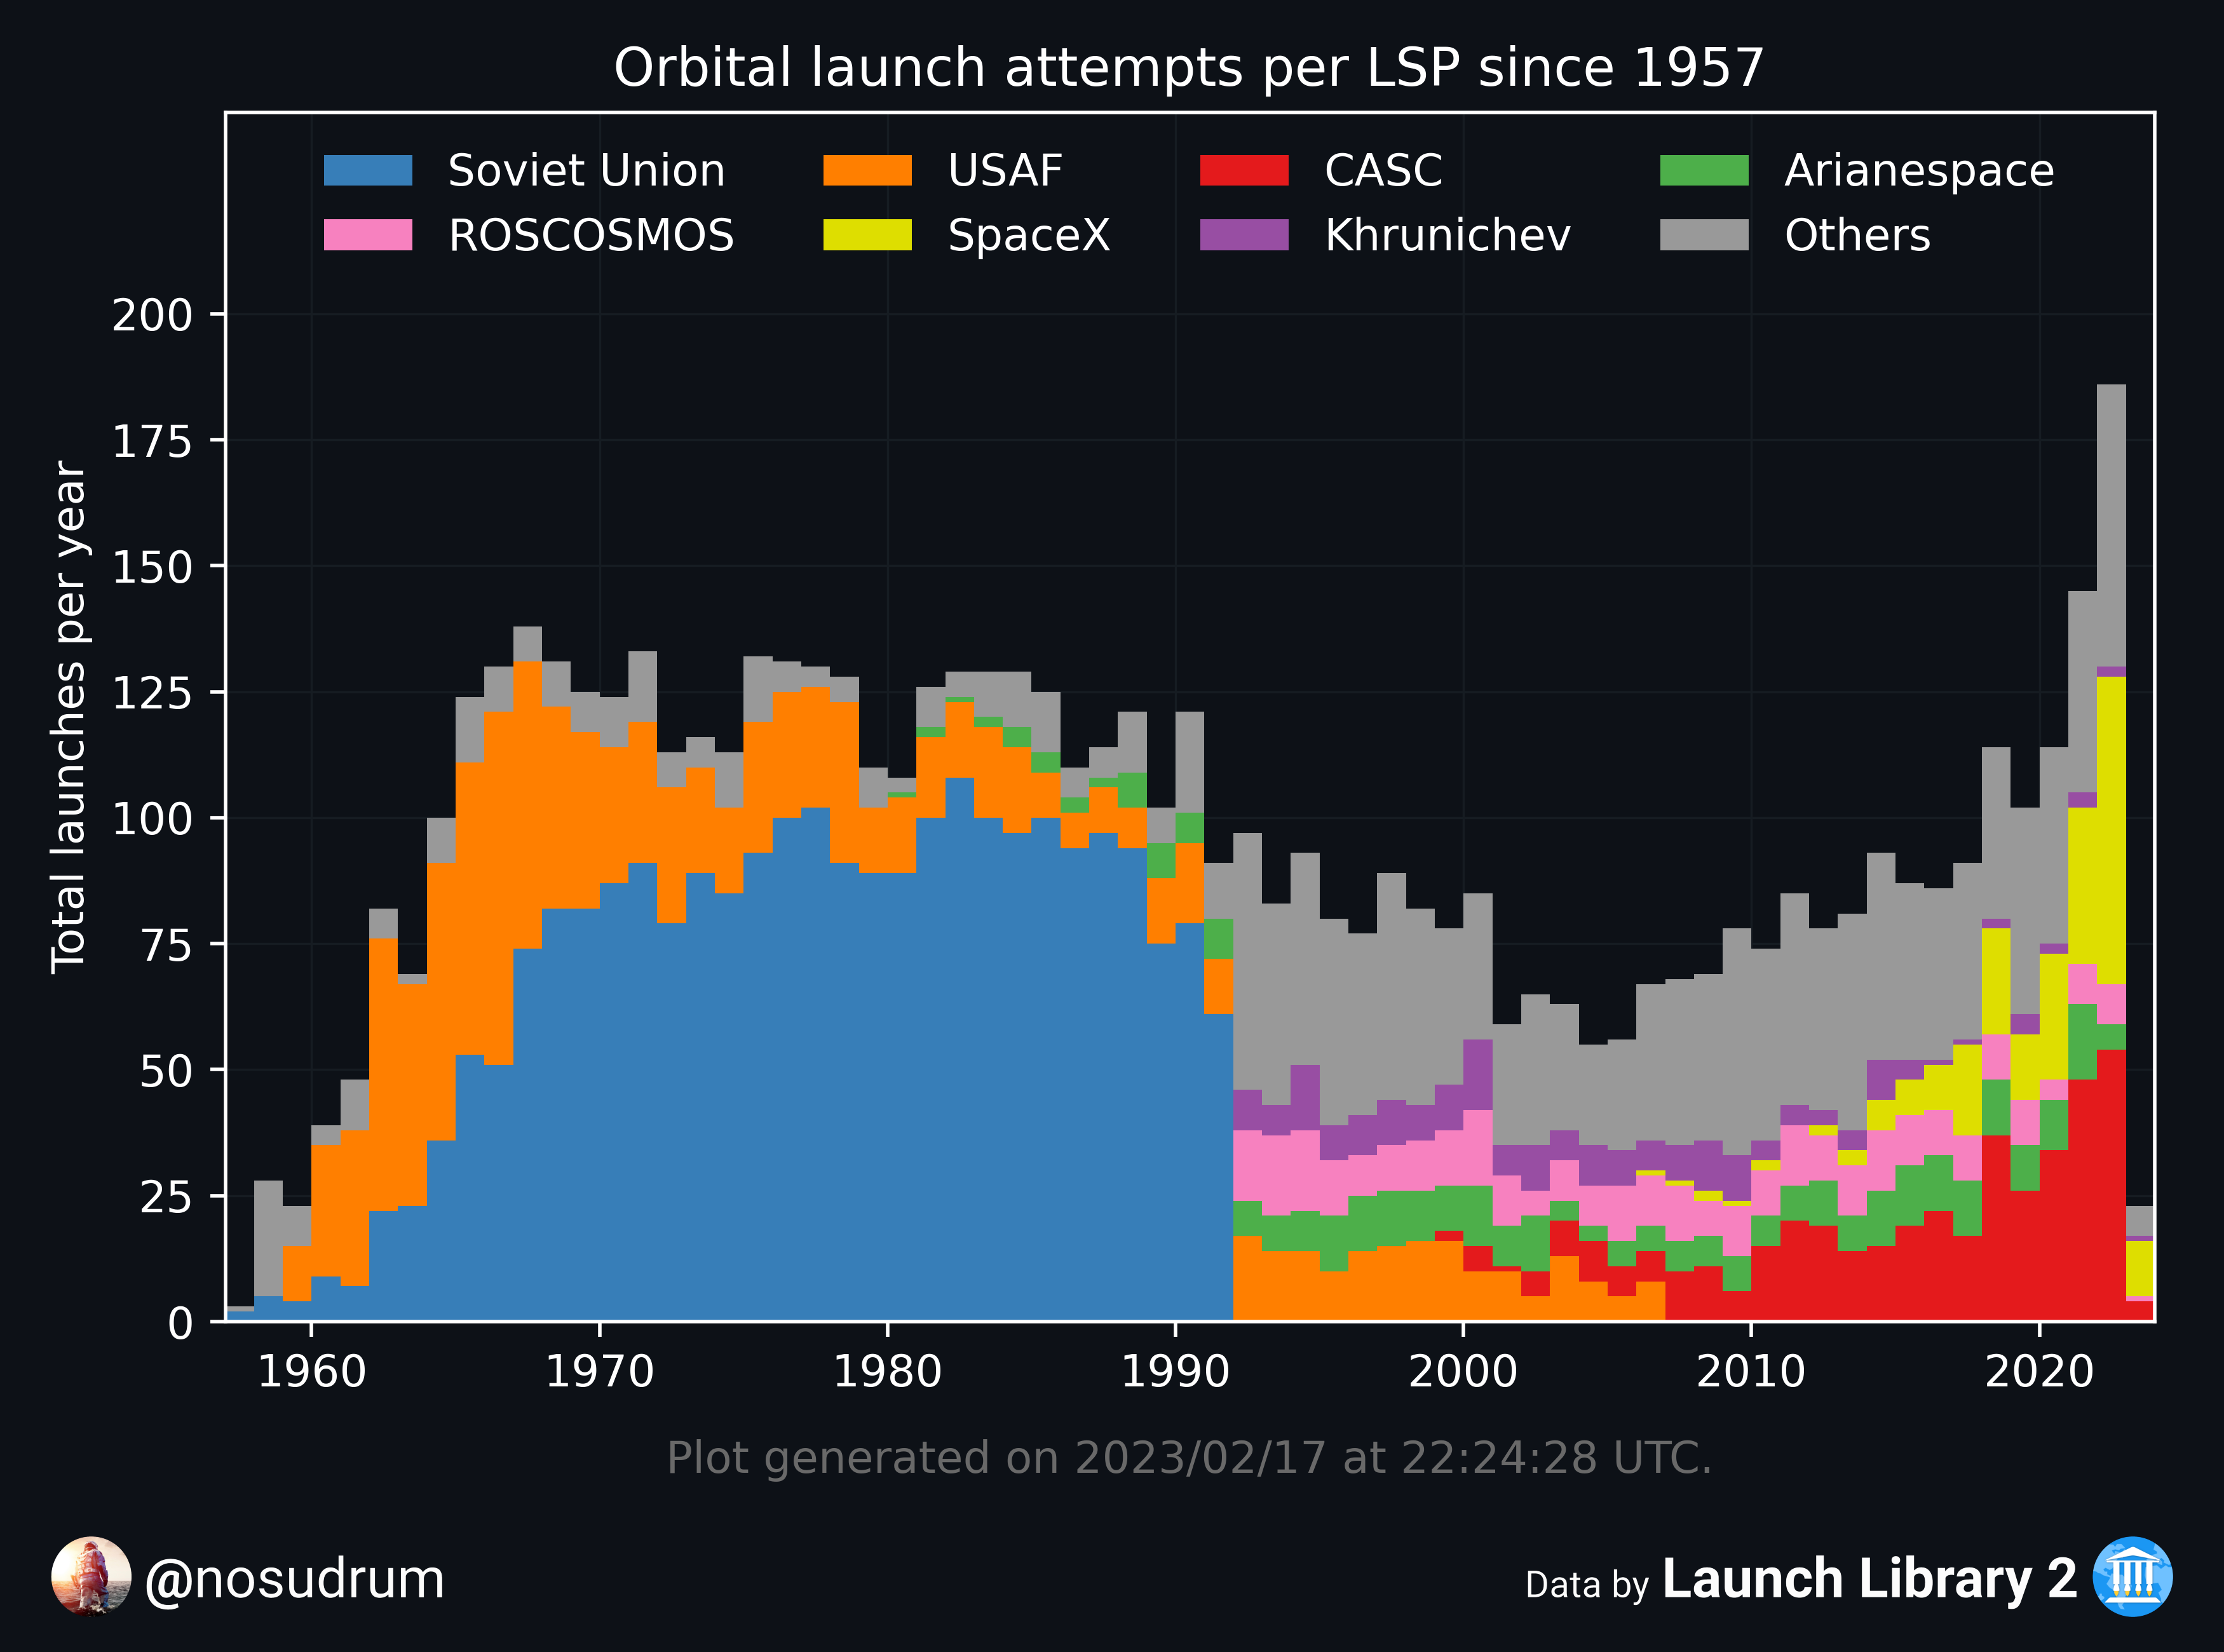 Orbital launch attempts per LSP since 1957
Soviet Union
USAF
CASC
Arianespace
ROSCOSMOS
SpaceX
Khrunichev
Others
Total launches per year
200
175
150
125
100
75
50
25
0
1960
1970
1980
1990
2000
2010
2020
Plot generated on 2023/02/17 at 22:24:28 UTC.
@nosudrum
Data by Launch Library 2